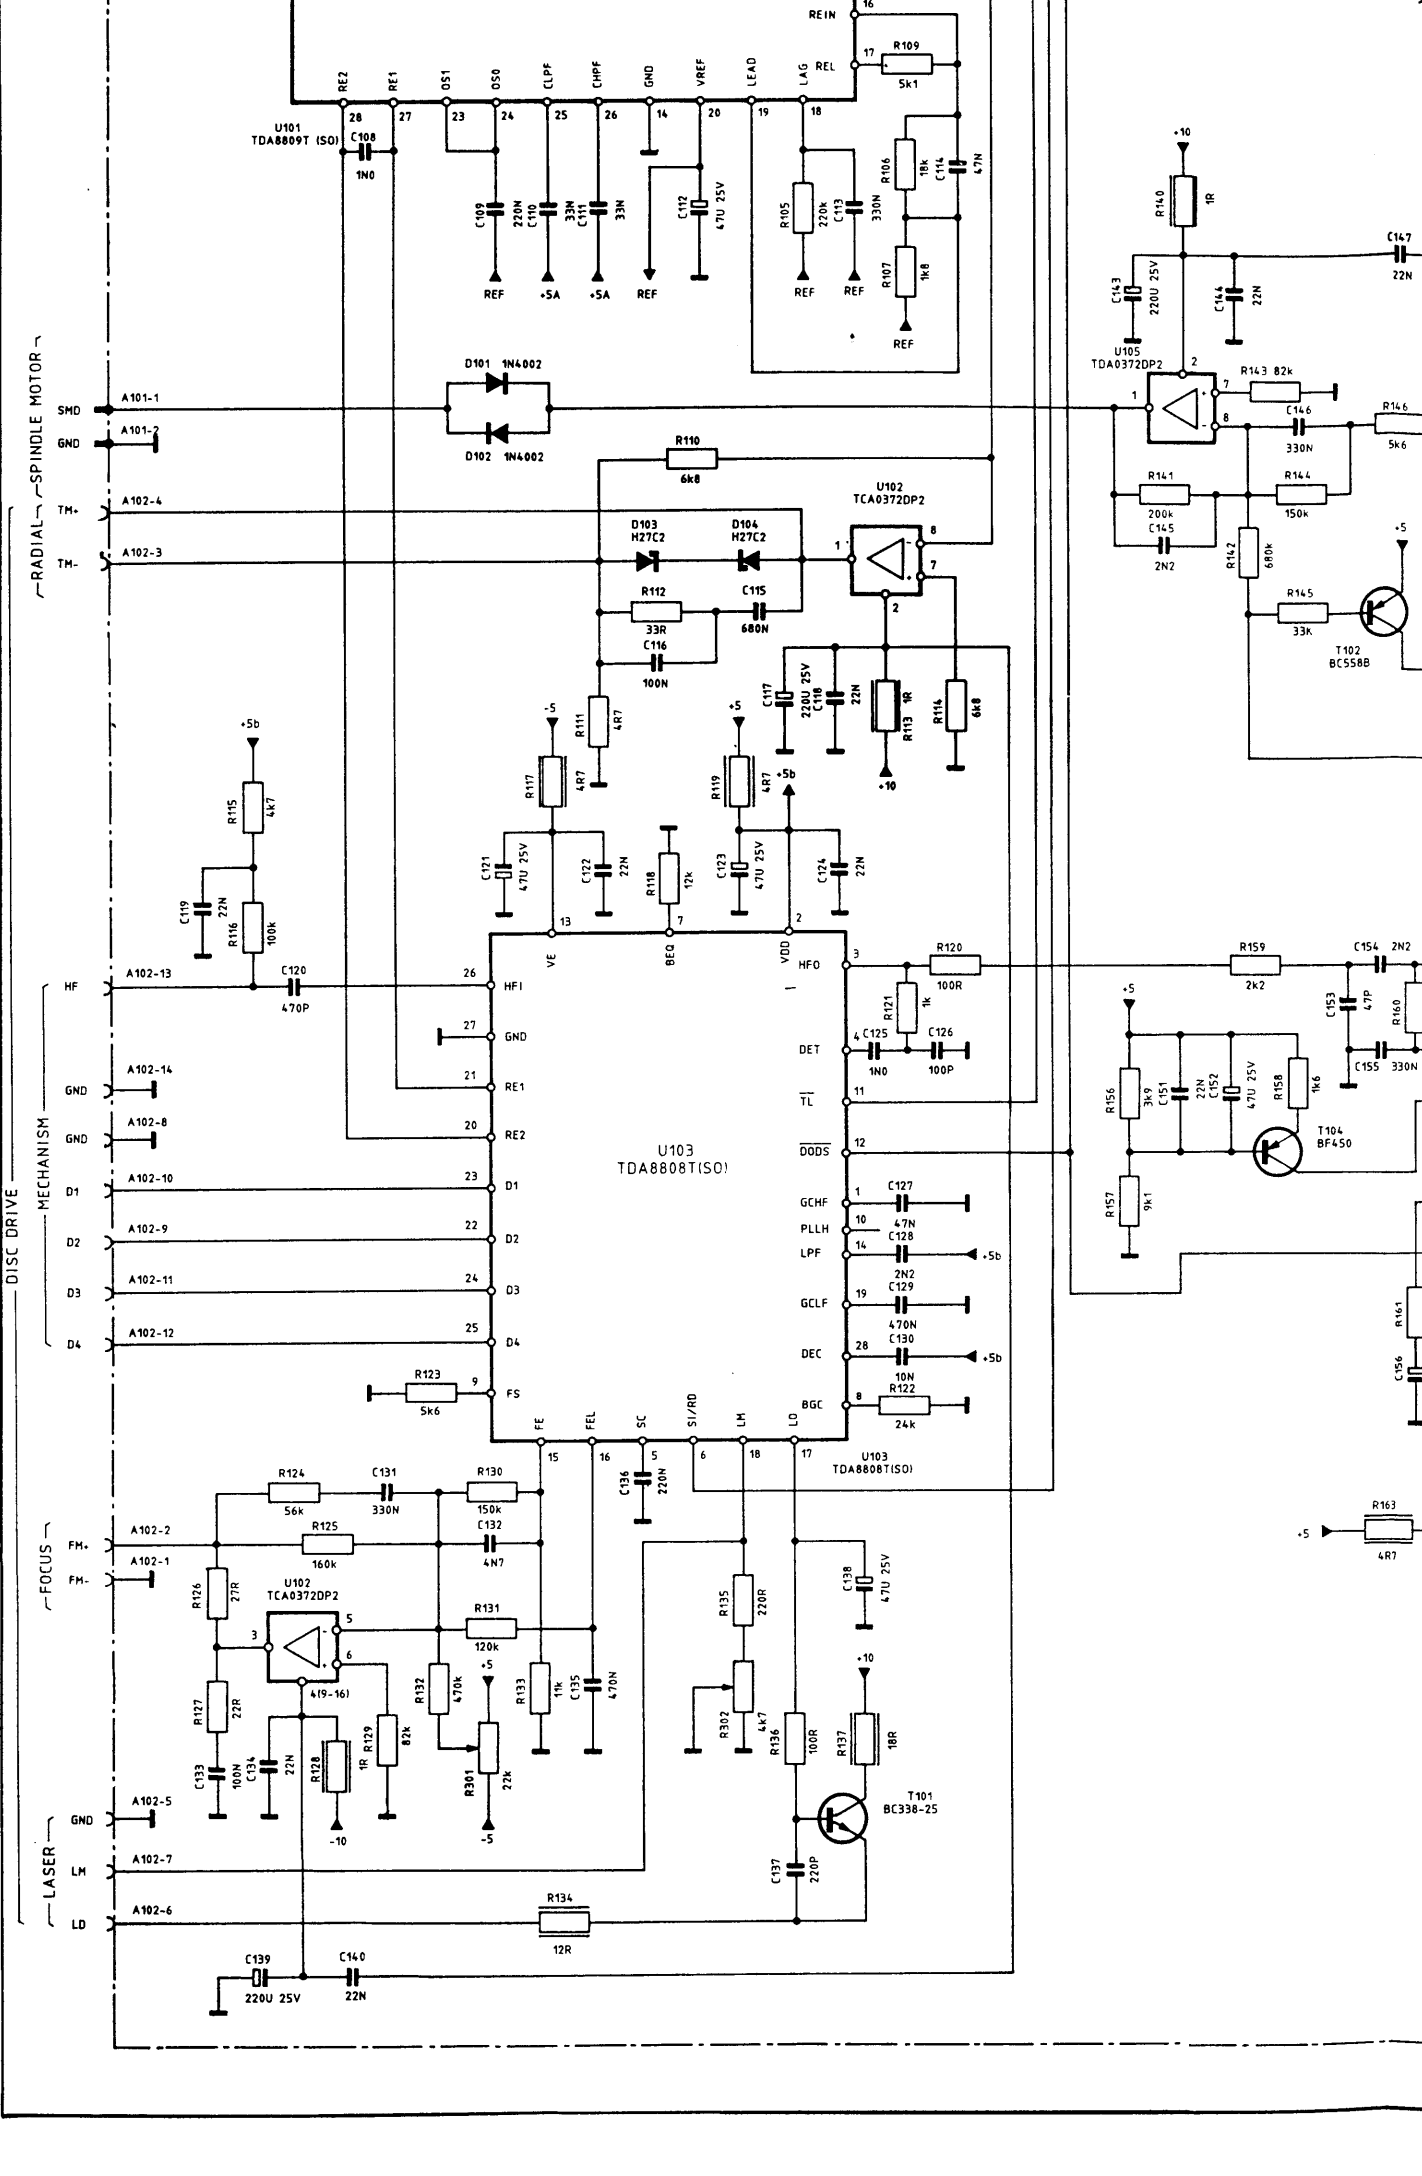 REIN
16
17
REL
R109
5k1
RE2
RE1
OS1
OS0
CLPF
CHPF
GND
VREF
LEAD
LAG
28
27
23
24
25
26
14
20
19
18
U101
TDA8809T (SO)
C108
1N0
C109
220N
C110
33N
C111
33N
C112
47U 25V
R105
220k
C113
330N
R106
18k
C114
47N
R107
1k8
REF
+5A
+5A
REF
REF
REF
REF
+10
R140
1R
C143
220U 25V
C144
22N
C147
22N
U105
TDA0372DP2
2
1
7
8
R143 82k
C146
330N
R146
5k6
R141
200k
C145
2N2
R144
150k
R142
680k
R145
33K
+5
T102
BC558B
SPINDLE MOTOR
SMD
A101-1
GND
A101-2
D101 1N4002
D102 1N4002
R110
6k8
RADIAL
TM+
A102-4
TM-
A102-3
D103
H27C2
D104
H27C2
U102
TCA0372DP2
1
8
7
2
R112
33R
C115
680N
C116
100N
R111
4R7
C117
220U 25V
C118
22N
R113
1R
R114
6k8
+10
+5b
R115
4k7
C119
22N
R116
100k
-5
R117
4R7
C121
47U 25V
C122
22N
R118
12k
+5
R119
4R7
+5b
C123
47U 25V
C124
22N
DISC DRIVE
MECHANISM
HF
A102-13
C120
470P
GND
A102-14
GND
A102-8
D1
A102-10
D2
A102-9
D3
A102-11
D4
A102-12
13
7
2
VE
BEQ
VDD
26
HFI
27
GND
21
RE1
20
RE2
23
D1
22
D2
24
D3
25
D4
9
FS
R123
5k6
U103
TDA8808T(SO)
HFO
3
DET
4
TL
11
DODS
12
GCHF
1
PLLH
10
LPF
14
GCLF
19
DEC
28
BGC
8
R120
100R
R121
1k
C125
1N0
C126
100P
C127
47N
C128
2N2
+5b
C129
470N
C130
10N
+5b
R122
24k
R159
2k2
C154 2N2
C153
47P
R160
C155 330N
+5
R156
3k9
C151
22N
C152
47U 25V
R158
1k6
T104
BF450
R157
9k1
R161
C156
FE
FEL
SC
SI/RD
LM
LO
15
16
5
6
18
17
U103
TDA8808T(SO)
FOCUS
FM+
A102-2
FM-
A102-1
R124
56k
C131
330N
R130
150k
R125
160k
C132
4N7
C136
220N
R126
27R
U102
TCA0372DP2
3
5
6
4(9-16)
R131
120k
R127
22R
C133
100N
C134
22N
R128
1R
-10
R129
82k
R132
470k
+5
R301
22k
-5
R133
11k
C135
470N
R135
220R
R302
4k7
C138
47U 25V
+10
R136
100R
R137
18R
T101
BC338-25
C137
220P
+5
R163
4R7
LASER
GND
A102-5
LM
A102-7
LD
A102-6
R134
12R
C139
220U 25V
C140
22N